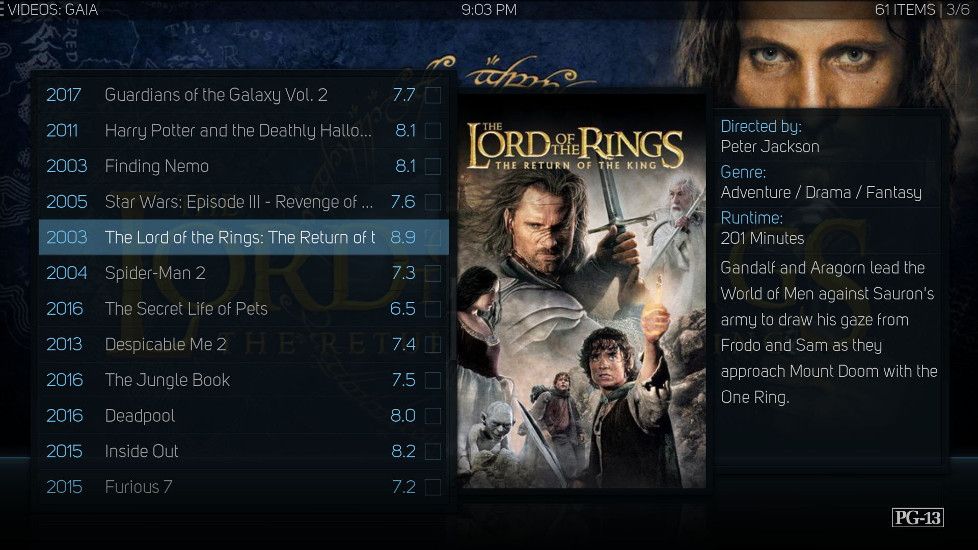 VIDEOS: GAIA
9:03 PM
61 ITEMS | 3/6
2017 Guardians of the Galaxy Vol. 2 7.7
2011 Harry Potter and the Deathly Hallo... 8.1
2003 Finding Nemo 8.1
2005 Star Wars: Episode III - Revenge of ... 7.6
2003 The Lord of the Rings: The Return of t 8.9
2004 Spider-Man 2 7.3
2016 The Secret Life of Pets 6.5
2013 Despicable Me 2 7.4
2016 The Jungle Book 7.5
2016 Deadpool 8.0
2015 Inside Out 8.2
2015 Furious 7 7.2
THE
LORD OF THE RINGS
THE RETURN OF THE KING
Directed by:
Peter Jackson
Genre:
Adventure / Drama / Fantasy
Runtime:
201 Minutes
Gandalf and Aragorn lead the
World of Men against Sauron's
army to draw his gaze from
Frodo and Sam as they
approach Mount Doom with the
One Ring.
PG-13